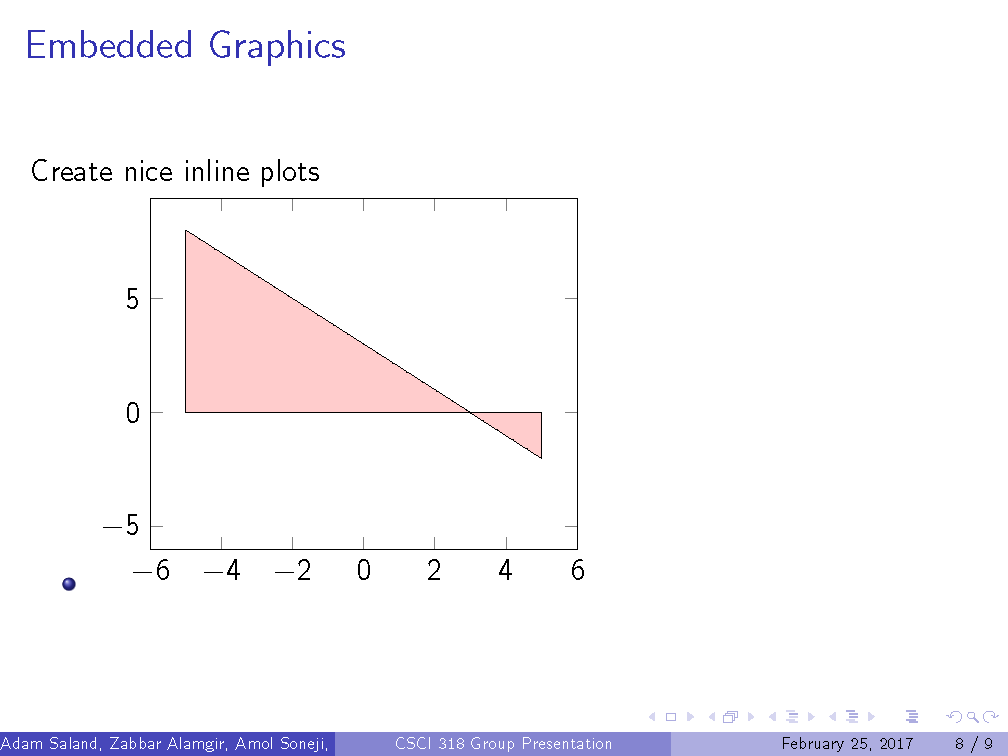 Embedded Graphics
Create nice inline plots
5
0
−5
−6 −4 −2 0 2 4 6
Adam Saland, Zabbar Alamgir, Amol Soneji, CSCI 318 Group Presentation February 25, 2017 8 / 9